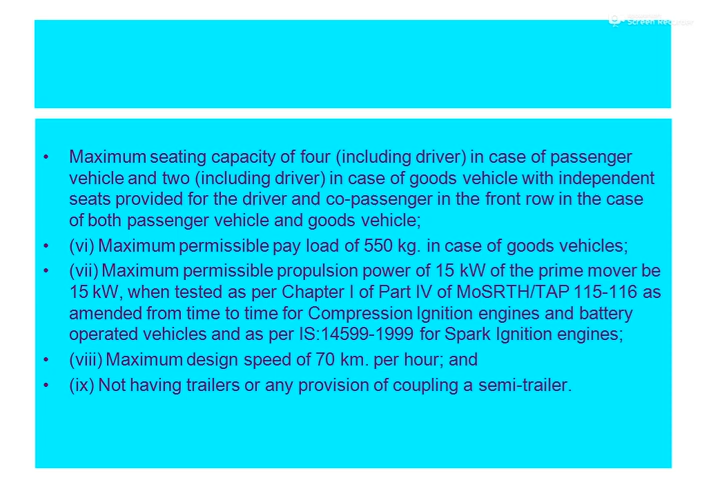 Screen Recorder
• Maximum seating capacity of four (including driver) in case of passenger
vehicle and two (including driver) in case of goods vehicle with independent
seats provided for the driver and co-passenger in the front row in the case
of both passenger vehicle and goods vehicle;
• (vi) Maximum permissible pay load of 550 kg. in case of goods vehicles;
• (vii) Maximum permissible propulsion power of 15 kW of the prime mover be
15 kW, when tested as per Chapter I of Part IV of MoSRTH/TAP 115-116 as
amended from time to time for Compression Ignition engines and battery
operated vehicles and as per IS:14599-1999 for Spark Ignition engines;
• (viii) Maximum design speed of 70 km. per hour; and
• (ix) Not having trailers or any provision of coupling a semi-trailer.